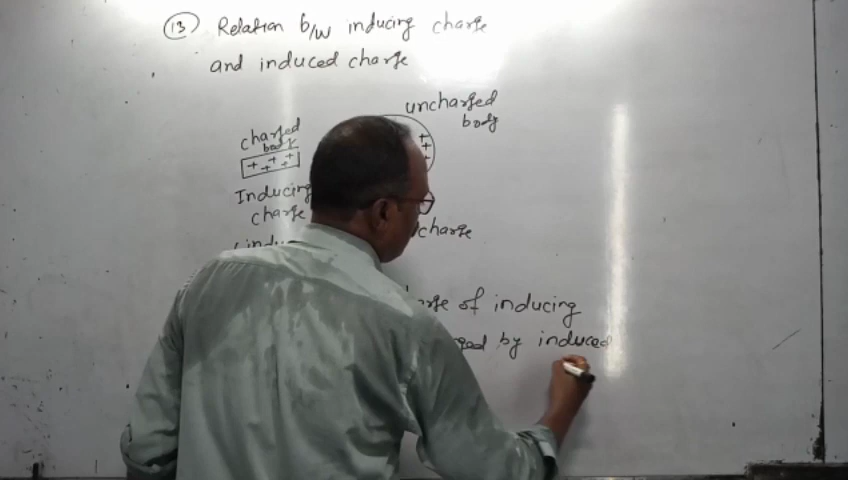 13 Relation b/w inducing charge
and induced charge
uncharged
body
charged
body
Inducing
charge
charge
of inducing
by induced